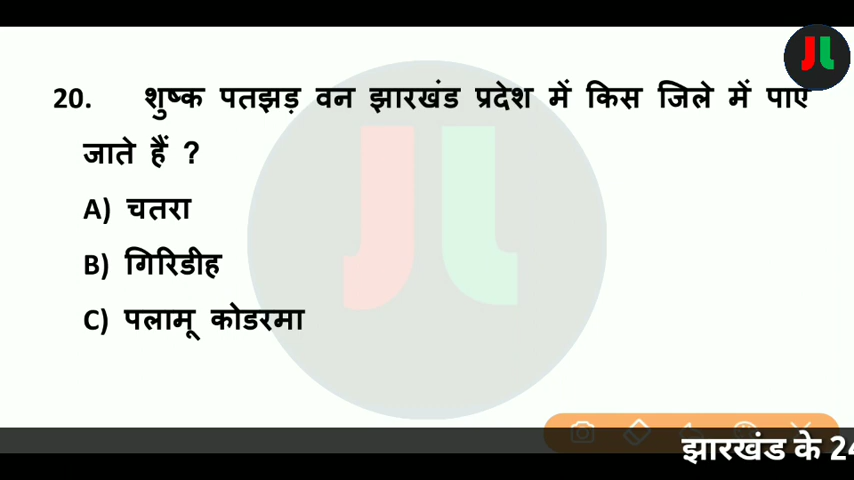 20. शुष्क पतझड़ वन झारखंड प्रदेश में किस जिले में पाए
जाते हैं ?
A) चतरा
B) गिरिडीह
C) पलामू कोडरमा
झारखंड के 24